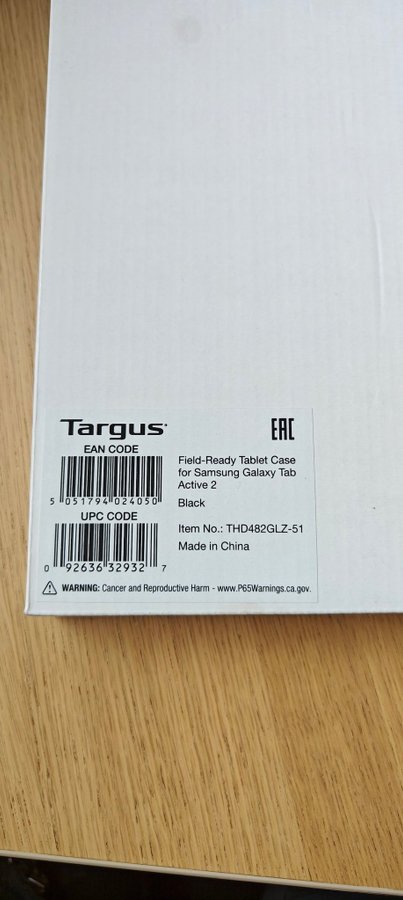 Targus
EAC
EAN CODE
5 051794 024050
UPC CODE
0 92636 32932 7
Field-Ready Tablet Case
for Samsung Galaxy Tab
Active 2
Black
Item No.: THD482GLZ-51
Made in China
WARNING: Cancer and Reproductive Harm - www.P65Warnings.ca.gov.